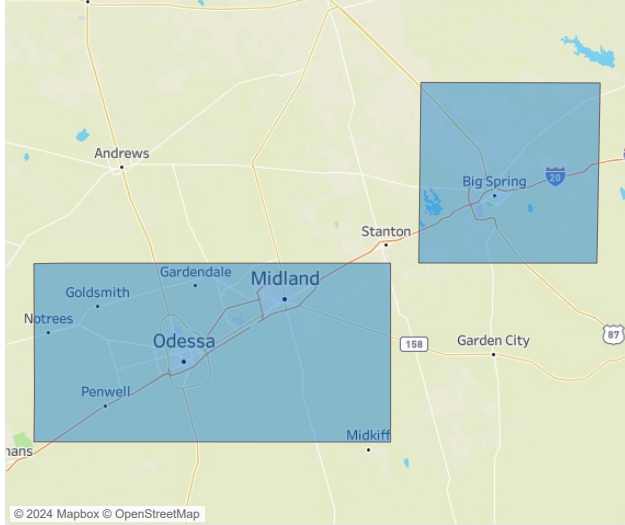 Andrews
Big Spring
20
Stanton
Gardendale
Midland
Goldsmith
Notrees
Odessa
158
Garden City
87
Penwell
Midkiff
hans
© 2024 Mapbox © OpenStreetMap